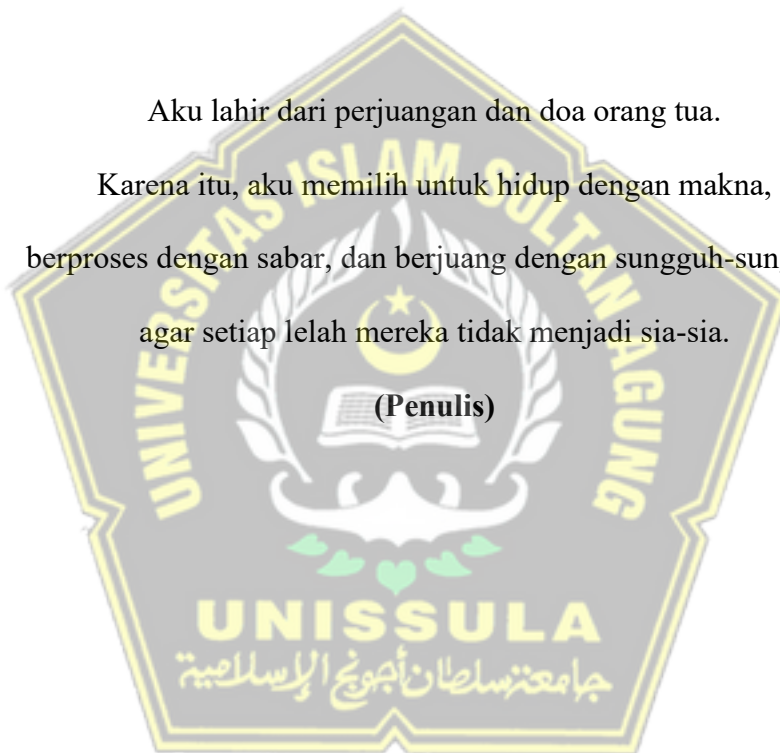 Aku lahir dari perjuangan dan doa orang tua.
Karena itu, aku memilih untuk hidup dengan makna,
berproses dengan sabar, dan berjuang dengan sungguh-sun
agar setiap lelah mereka tidak menjadi sia-sia.
(Penulis)
UNIVERSITAS ISLAM SULTAN AGUNG
UNISSULA
جامعة سلطان أجونج الإسلامية